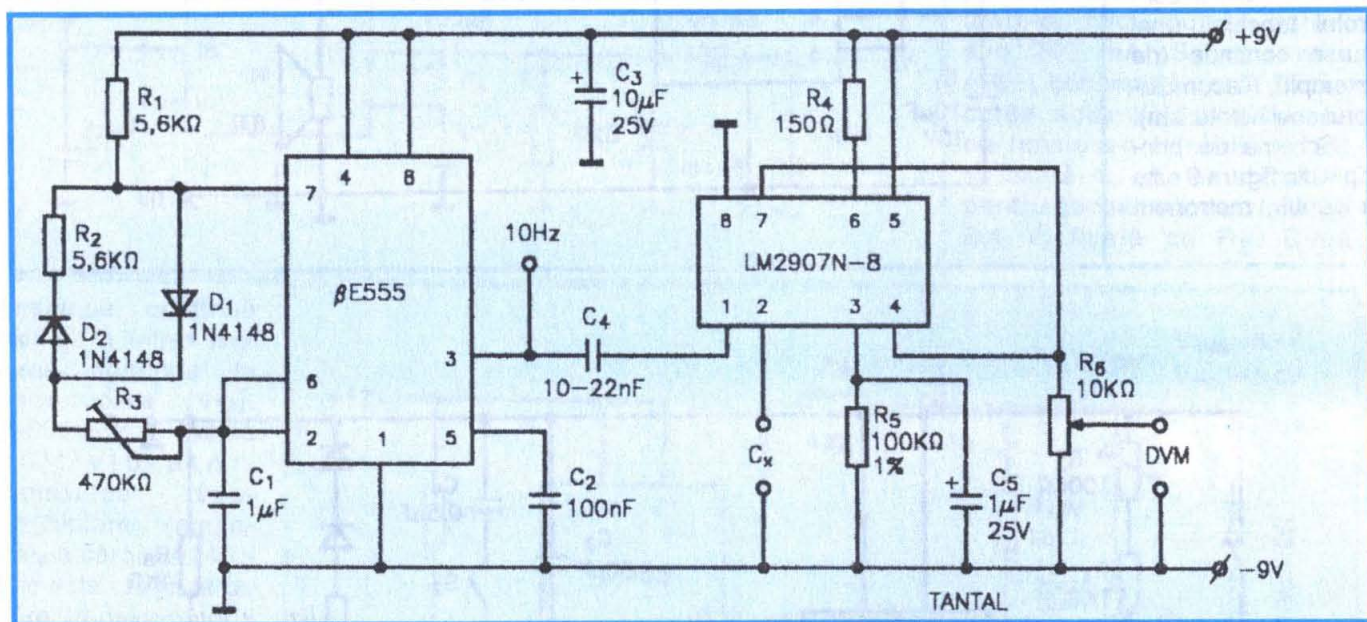 +9V
R1
5,6KΩ
C3
10µF
25V
R4
150Ω
7
4
8
8
7
6
5
R2
5,6KΩ
D1
1N4148
10Hz
LM2907N-8
βE555
1
2
3
4
D2
1N4148
3
C4
10–22nF
R6
10KΩ
R3
470KΩ
6
2
1
5
Cx
R5
100KΩ
1%
DVM
C1
1µF
C2
100nF
C5
1µF
25V
–9V
TANTAL